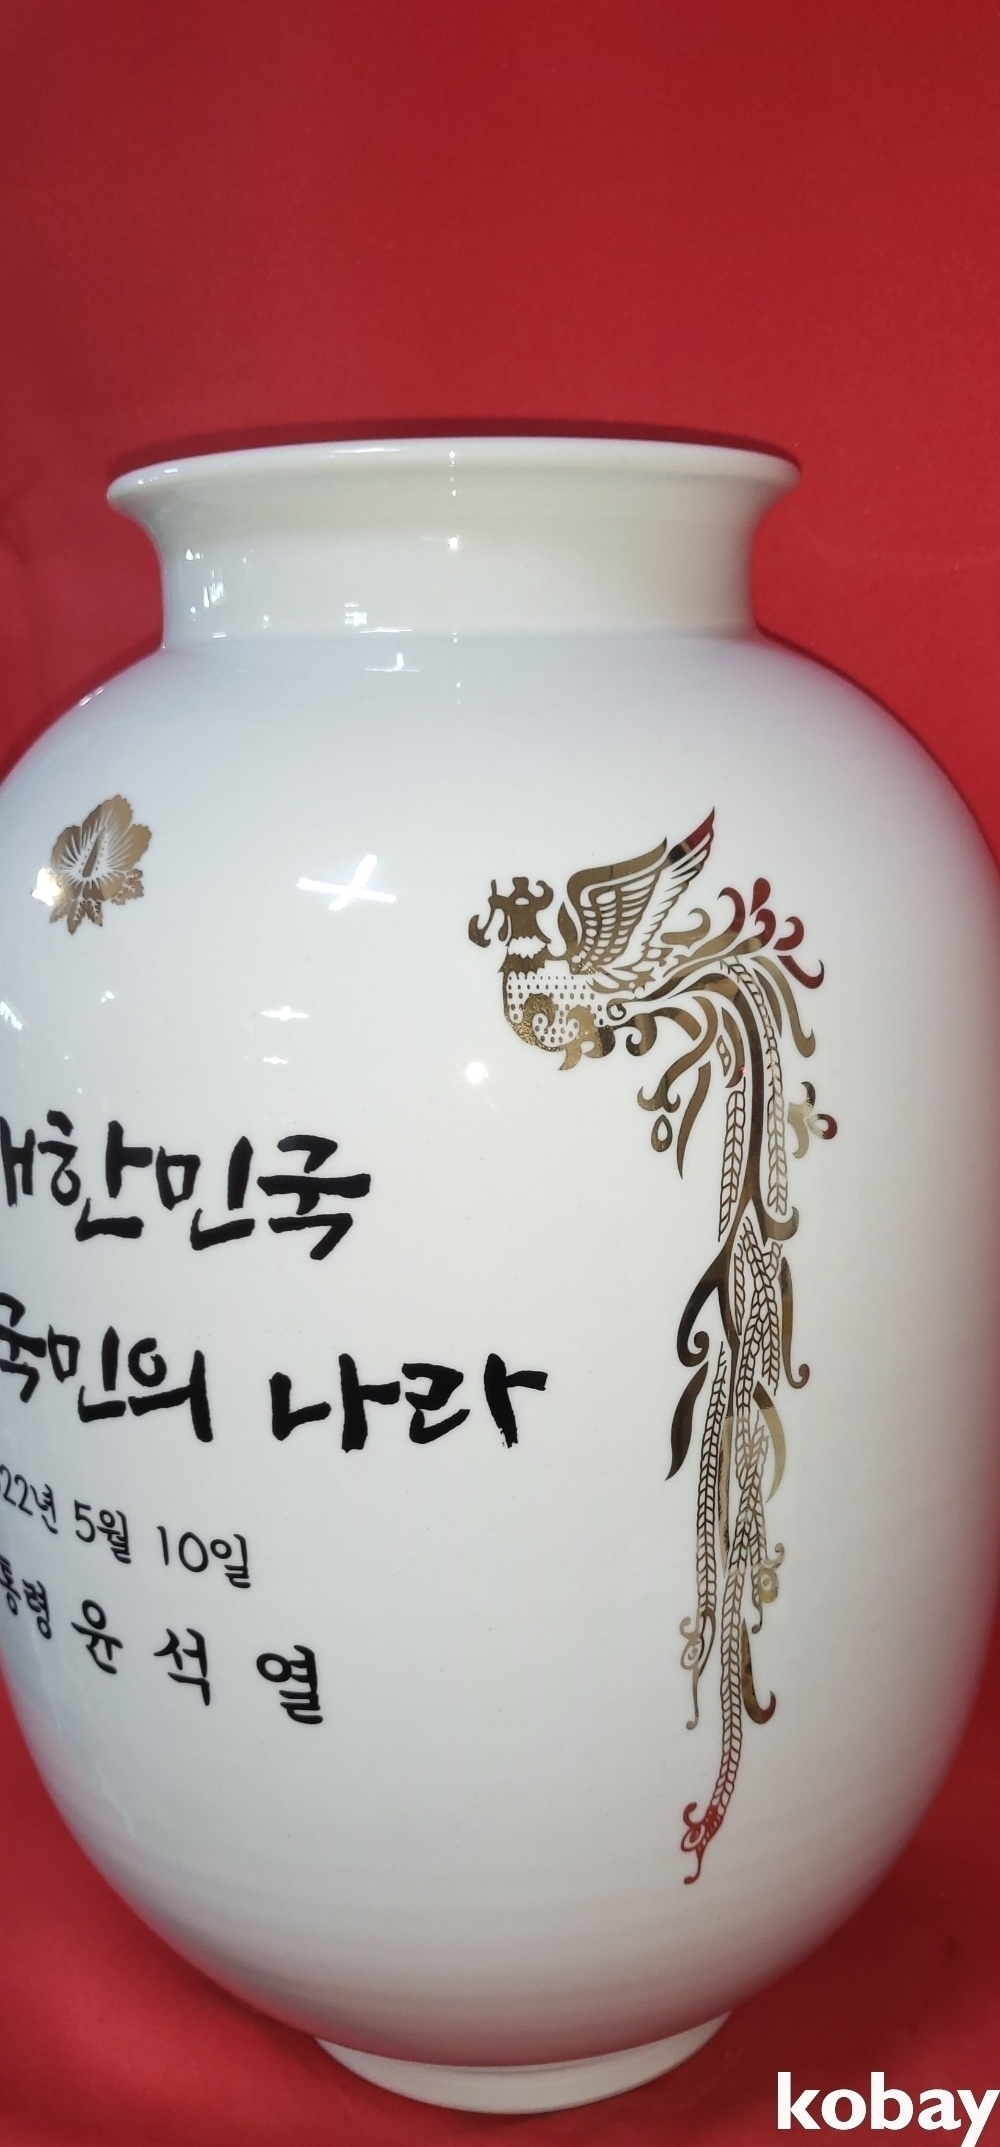 한민국
국민의 나라
22년 5월 10일
통령 윤 석 열
kobay